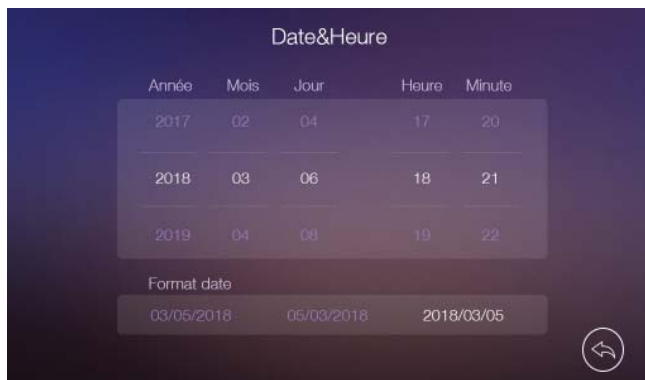 Date&Heure
Année Mois Jour Heure Minute
2017 02 04 17 20
2018 03 06 18 21
2019 04 08 19 22
Format date
03/05/2018 05/03/2018 2018/03/05